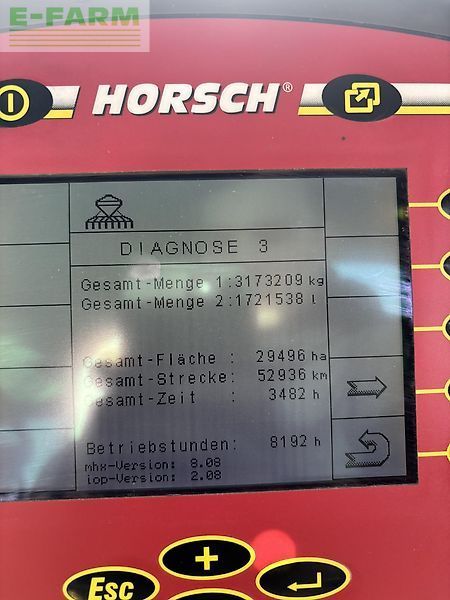 E-FARM
HORSCH®
DIAGNOSE 3
Gesamt-Menge 1:3173209 kg
Gesamt-Menge 2:1721538 l
Gesamt-Fläche : 29496 ha
Gesamt-Strecke: 52936 km
Gesamt-Zeit : 3482 h
Betriebstunden: 8192 h
mhx-Version: 8.08
iop-Version: 2.08
+
Esc